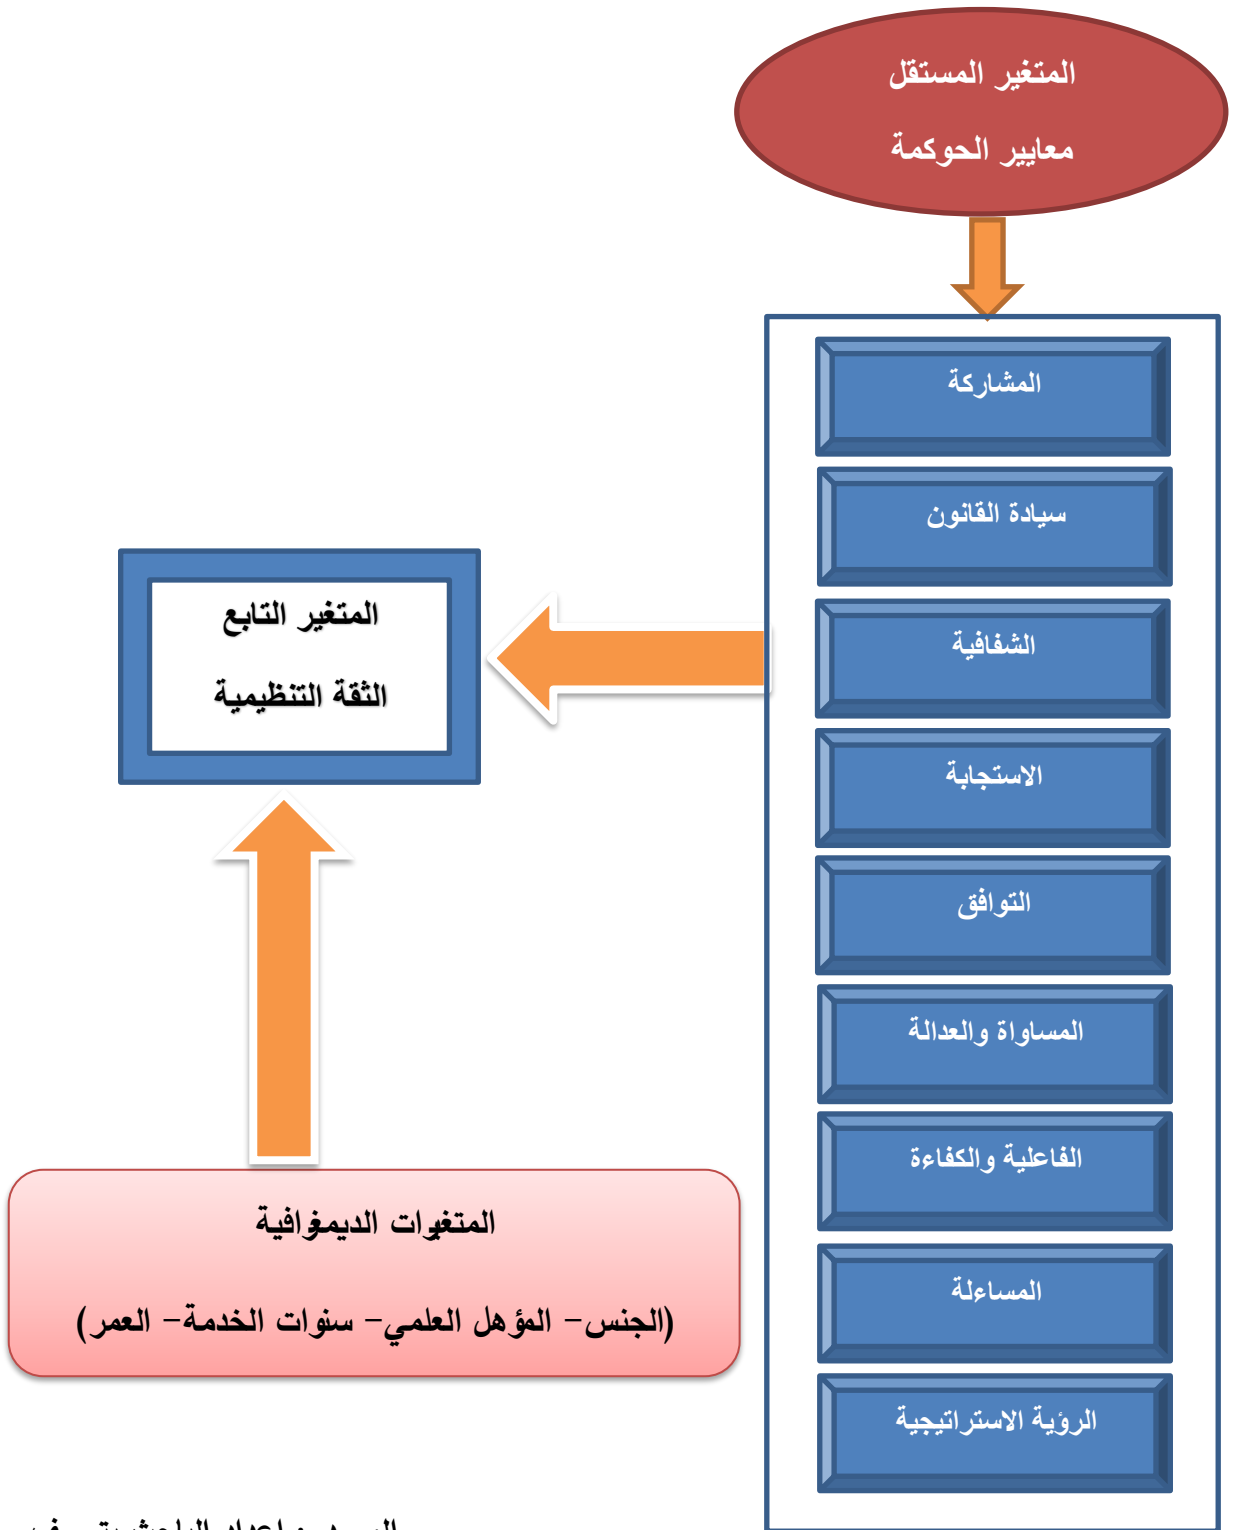 المتغير المستقل
معايير الحوكمة
المشاركة
سيادة القانون
الشفافية
الاستجابة
التوافق
المساواة والعدالة
الفاعلية والكفاءة
المساءلة
الرؤية الاستراتيجية
المتغير التابع
الثقة التنظيمية
المتغيرات الديمغرافية
(الجنس- المؤهل العلمي- سنوات الخدمة- العمر)